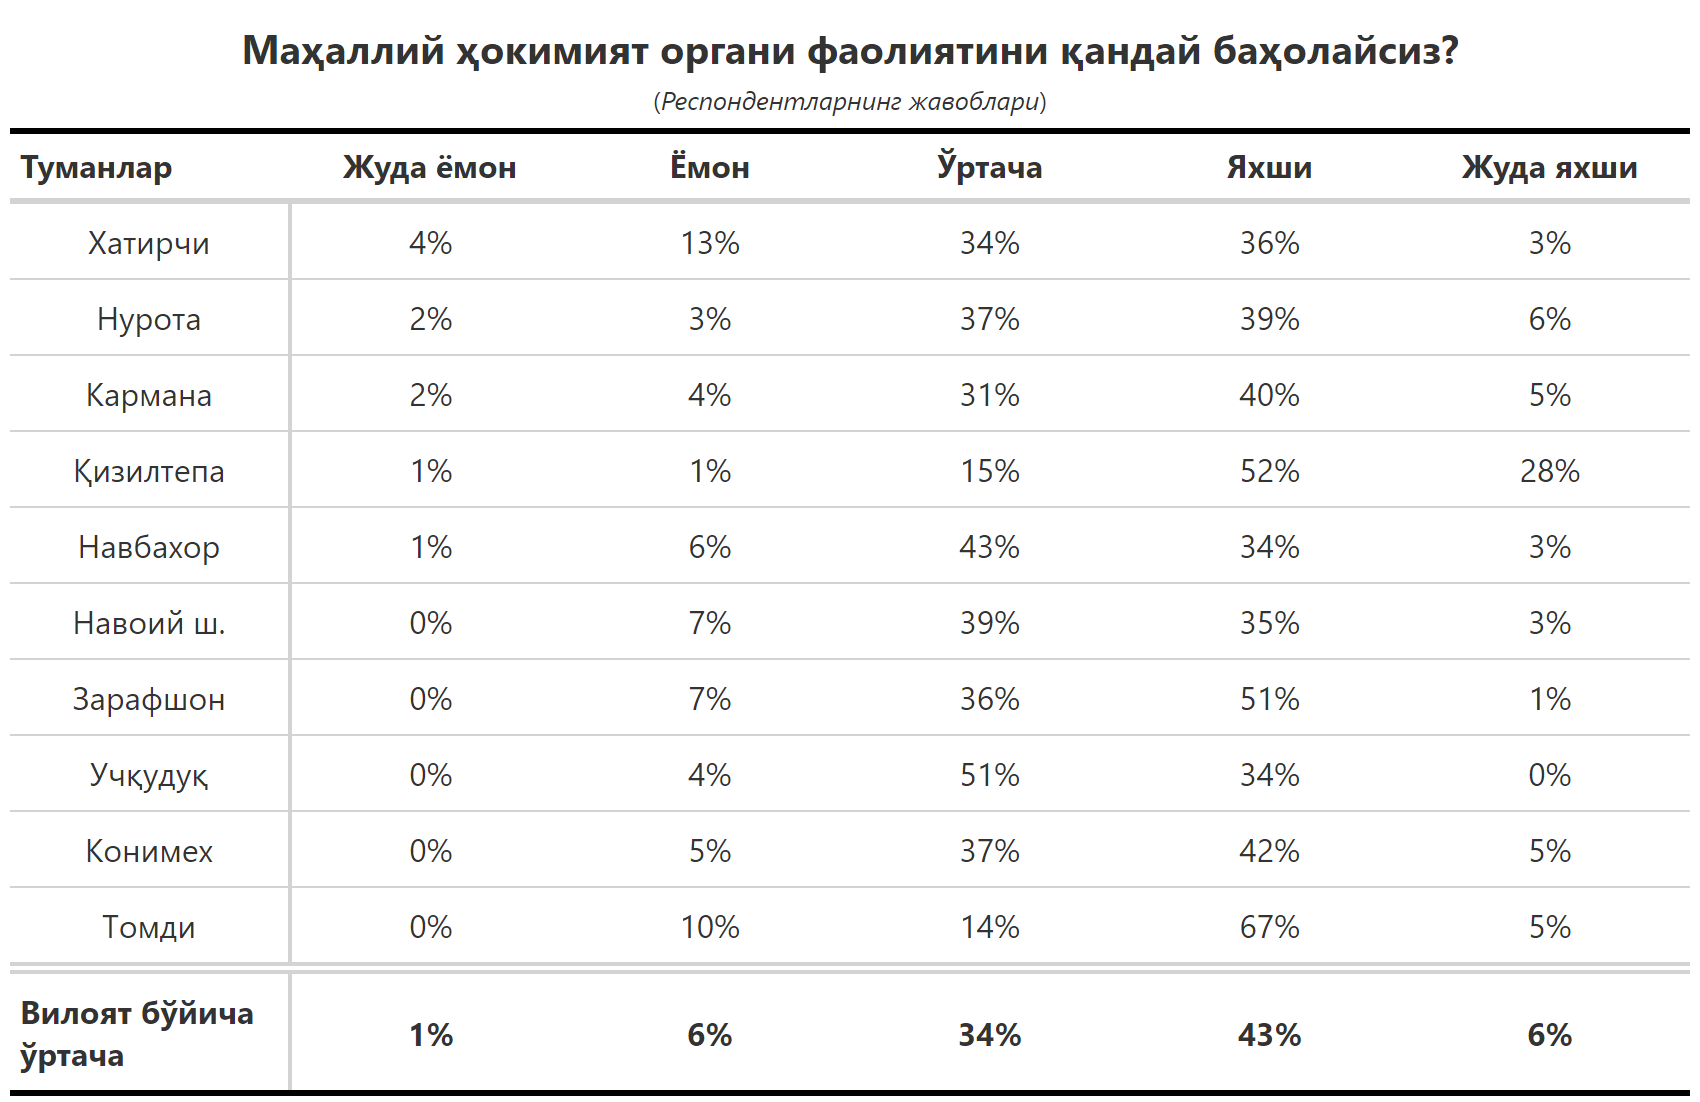 Маҳаллий ҳокимият органи фаолиятини қандай баҳолайсиз?
(Респондентларнинг жавоблари)
Туманлар Жуда ёмон Ёмон Ўртача Яхши Жуда яхши
Хатирчи 4% 13% 34% 36% 3%
Нурота 2% 3% 37% 39% 6%
Кармана 2% 4% 31% 40% 5%
Қизилтепа 1% 1% 15% 52% 28%
Навбахор 1% 6% 43% 34% 3%
Навоий ш. 0% 7% 39% 35% 3%
Зарафшон 0% 7% 36% 51% 1%
Учқудуқ 0% 4% 51% 34% 0%
Конимех 0% 5% 37% 42% 5%
Томди 0% 10% 14% 67% 5%
Вилоят бўйича
ўртача 1% 6% 34% 43% 6%